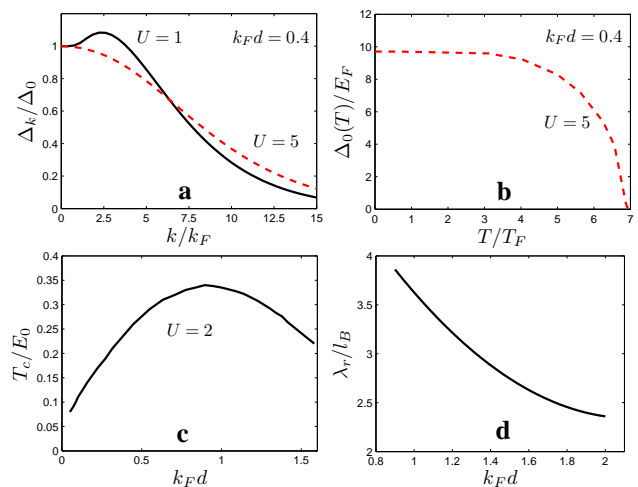 U = 1
k_F d = 0.4
U = 5
a
Δ_k/Δ_0
0
0.2
0.4
0.6
0.8
1
0
2.5
5
7.5
10
12.5
15
k/k_F
k_F d = 0.4
U = 5
b
Δ_0(T)/E_F
0
2
4
6
8
10
12
0
1
2
3
4
5
6
7
T/T_F
U = 2
c
T_c/E_0
0
0.05
0.1
0.15
0.2
0.25
0.3
0.35
0.4
0
0.5
1
1.5
k_F d
d
λ_r/l_B
2
2.5
3
3.5
4
0.8
1
1.2
1.4
1.6
1.8
2
k_F d